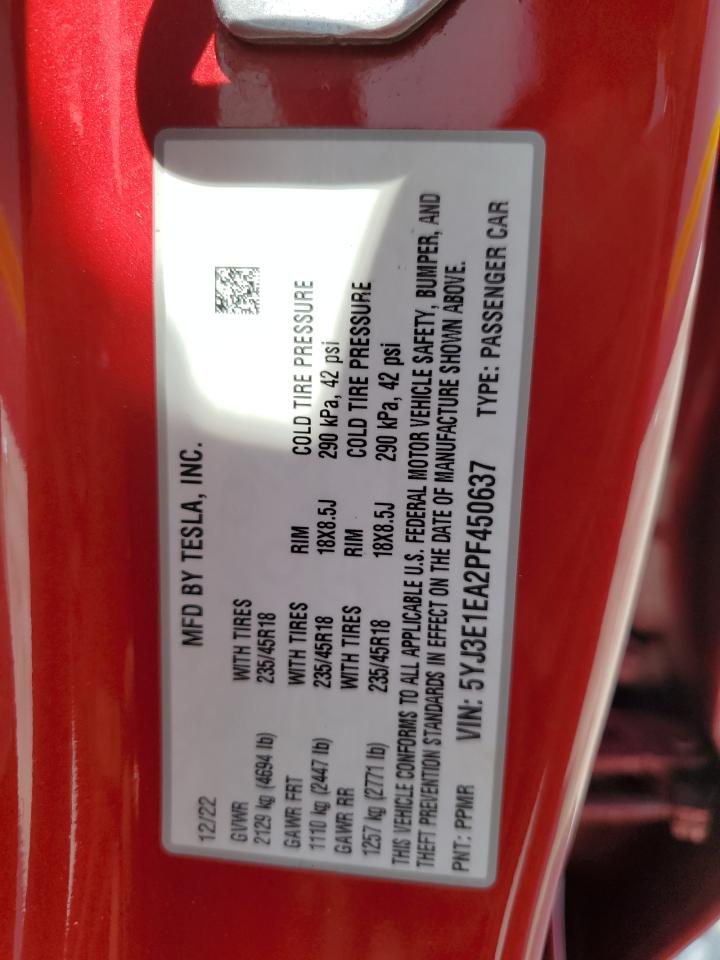 MFD BY TESLA, INC.
12/22
GVWR WITH TIRES
2129 kg (4694 lb) 235/45R18
GAWR FRT WITH TIRES RIM COLD TIRE PRESSURE
1110 kg (2447 lb) 235/45R18 18X8.5J 290 kPa, 42 psi
GAWR RR WITH TIRES RIM COLD TIRE PRESSURE
1257 kg (2771 lb) 235/45R18 18X8.5J 290 kPa, 42 psi
THIS VEHICLE CONFORMS TO ALL APPLICABLE U.S. FEDERAL MOTOR VEHICLE SAFETY, BUMPER, AND
THEFT PREVENTION STANDARDS IN EFFECT ON THE DATE OF MANUFACTURE SHOWN ABOVE.
PNT: PPMR VIN: 5YJ3E1EA2PF450637 TYPE: PASSENGER CAR